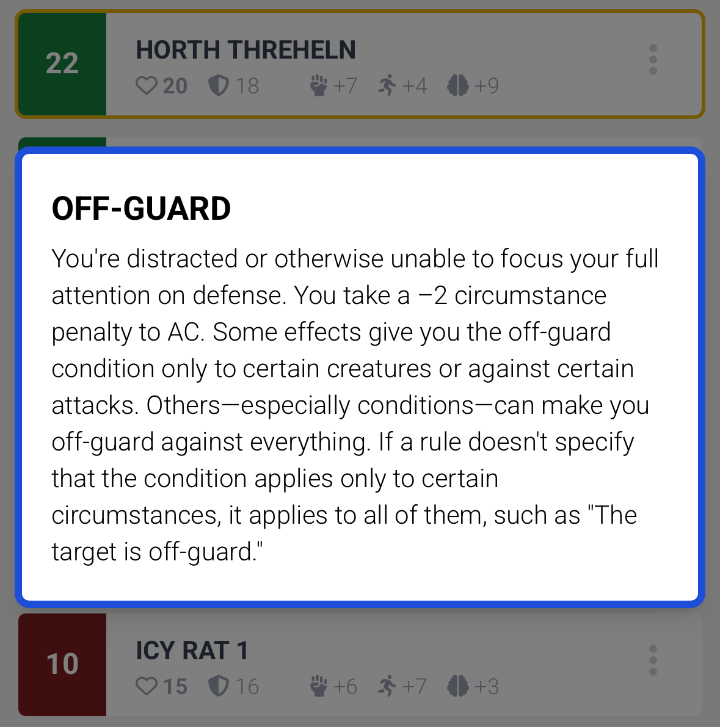 22
HORTH THREHELN
20 18 +7 +4 +9
OFF-GUARD
You're distracted or otherwise unable to focus your full
attention on defense. You take a –2 circumstance
penalty to AC. Some effects give you the off-guard
condition only to certain creatures or against certain
attacks. Others—especially conditions—can make you
off-guard against everything. If a rule doesn't specify
that the condition applies only to certain
circumstances, it applies to all of them, such as "The
target is off-guard."
10
ICY RAT 1
15 16 +6 +7 +3